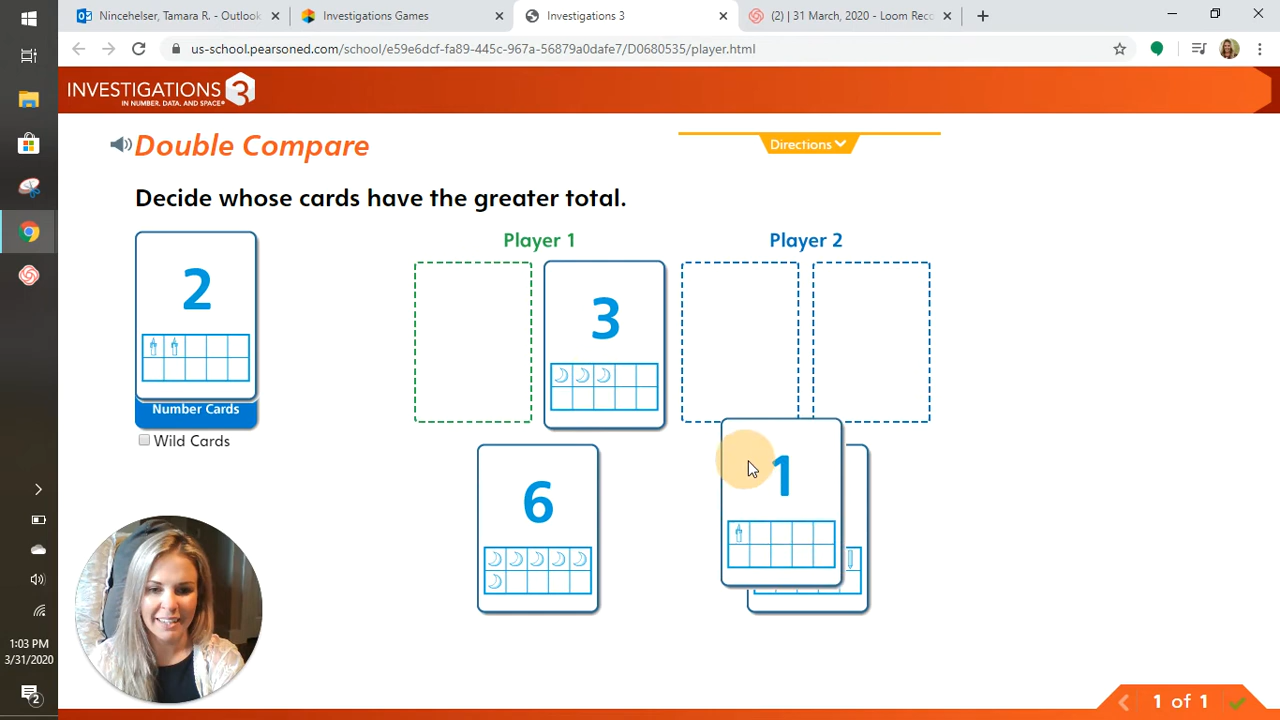 Nincehelser, Tamara R. - Outlook
Investigations Games
Investigations 3
(2) | 31 March, 2020 - Loom Rec
us-school.pearsoned.com/school/e59e6dcf-fa89-445c-967a-56879a0dafe7/D0680535/player.html
INVESTIGATIONS 3
IN NUMBER, DATA, AND SPACE®
Double Compare
Directions
Decide whose cards have the greater total.
Player 1
Player 2
2
3
Number Cards
Wild Cards
6
1
1:03 PM
3/31/2020
2
1 of 1